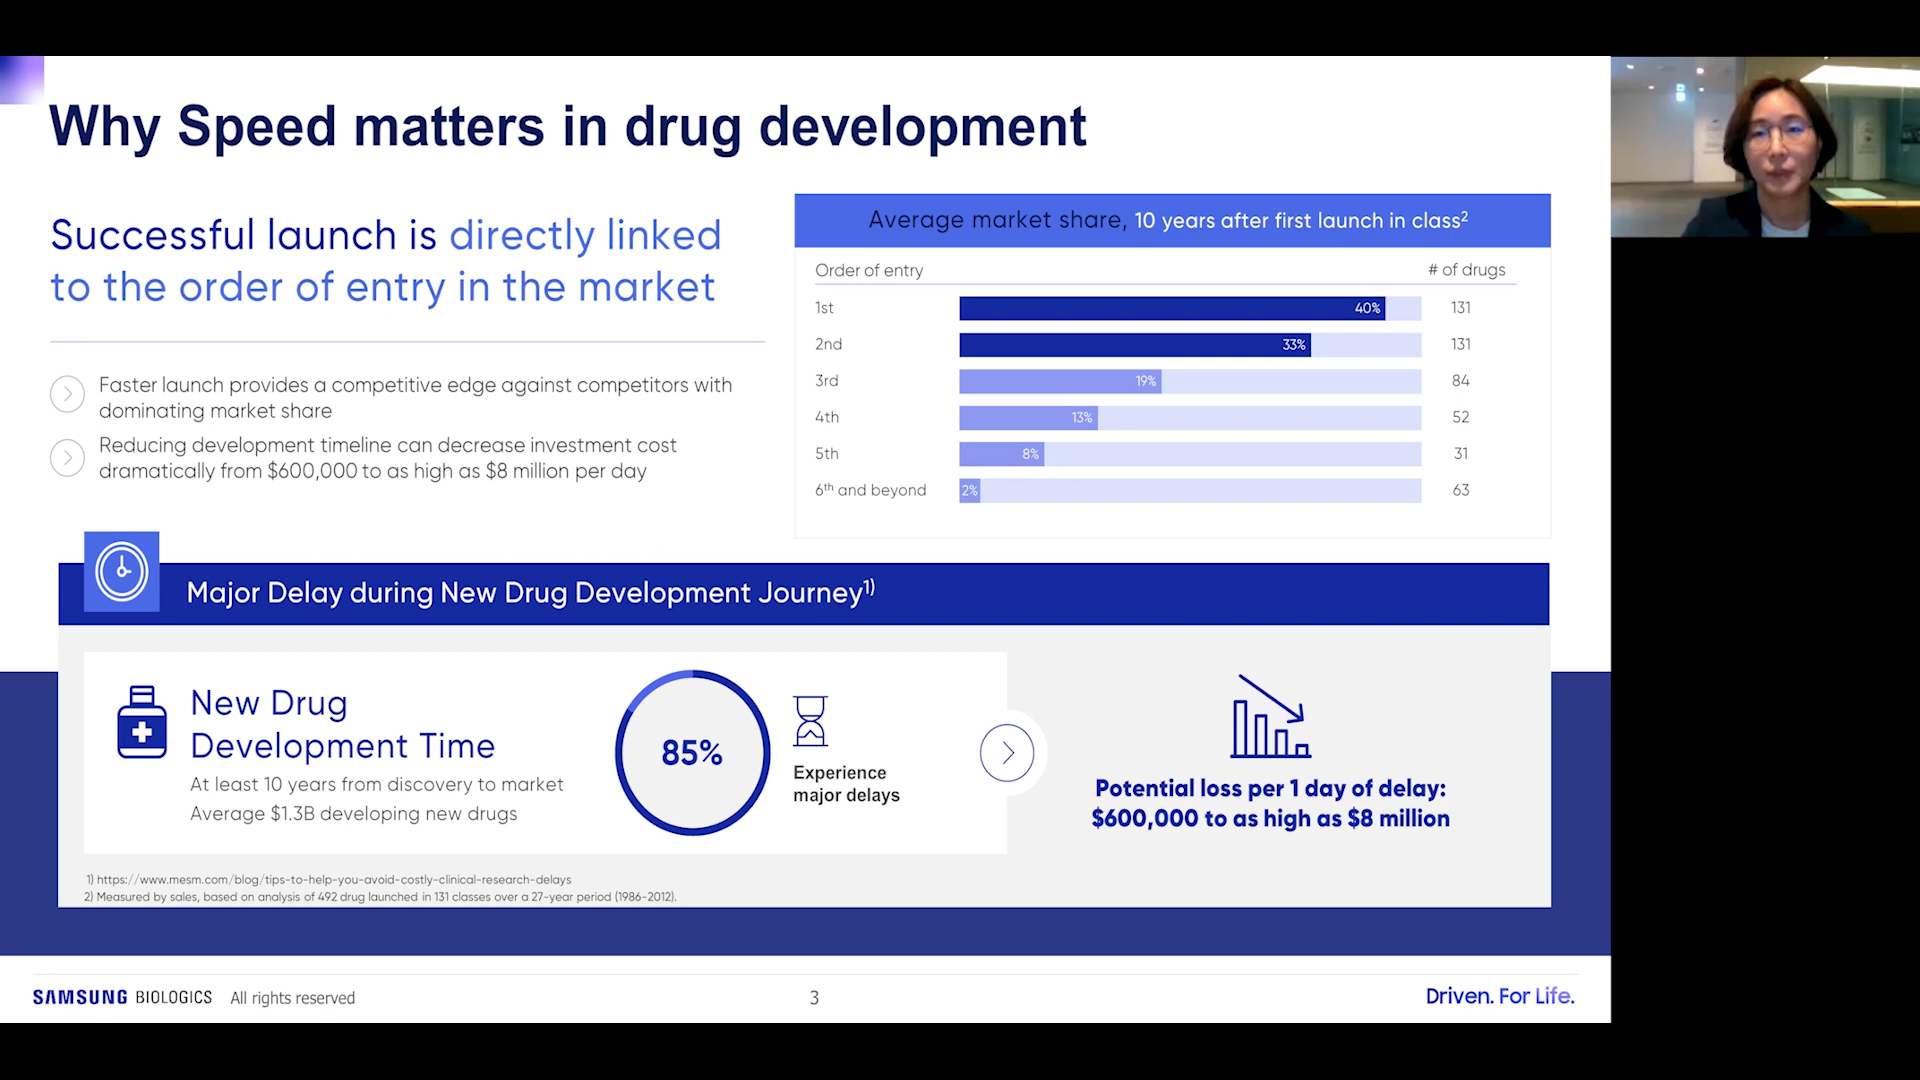 Why Speed matters in drug development
Successful launch is directly linked
to the order of entry in the market
Faster launch provides a competitive edge against competitors with
dominating market share
Reducing development timeline can decrease investment cost
dramatically from $600,000 to as high as $8 million per day
Average market share, 10 years after first launch in class²
Order of entry # of drugs
1st 40% 131
2nd 33% 131
3rd 19% 84
4th 13% 52
5th 8% 31
6th and beyond 2% 63
Major Delay during New Drug Development Journey1)
New Drug
Development Time
At least 10 years from discovery to market
Average $1.3B developing new drugs
85%
Experience
major delays
Potential loss per 1 day of delay:
$600,000 to as high as $8 million
1) https://www.mesm.com/blog/tips-to-help-you-avoid-costly-clinical-research-delays
2) Measured by sales, based on analysis of 492 drug launched in 131 classes over a 27-year period (1986-2012).
SAMSUNG BIOLOGICS All rights reserved
3
Driven. For Life.